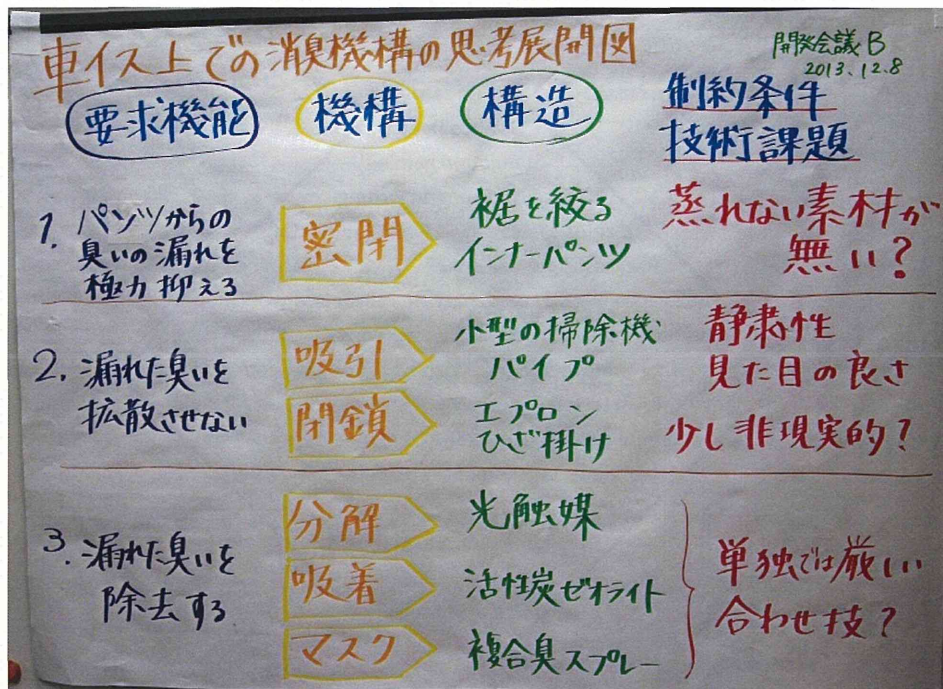 車イス上での消臭機構の思考展開図
開発会議B
2013.12.8
要求機能
機構
構造
制約条件
技術課題
1. パンツからの
臭いの漏れを
極力抑える
密閉
裾を絞る
インナーパンツ
蒸れない素材が
無い?
2. 漏れた臭いを
拡散させない
吸引
小型の掃除機
パイプ
静粛性
見た目の良さ
閉鎖
エプロン
ひざ掛け
少し非現実的?
3. 漏れた臭いを
除去する
分解
光触媒
吸着
活性炭ゼオライト
マスク
複合臭スプレー
単独では厳しい
合わせ技?